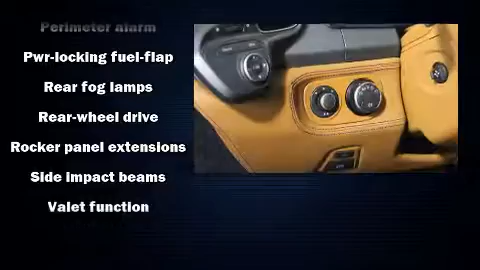 Perimeter alarm
Pwr-locking fuel-flap
Rear fog lamps
Rear-wheel drive
Rocker panel extensions
Side impact beams
Valet function